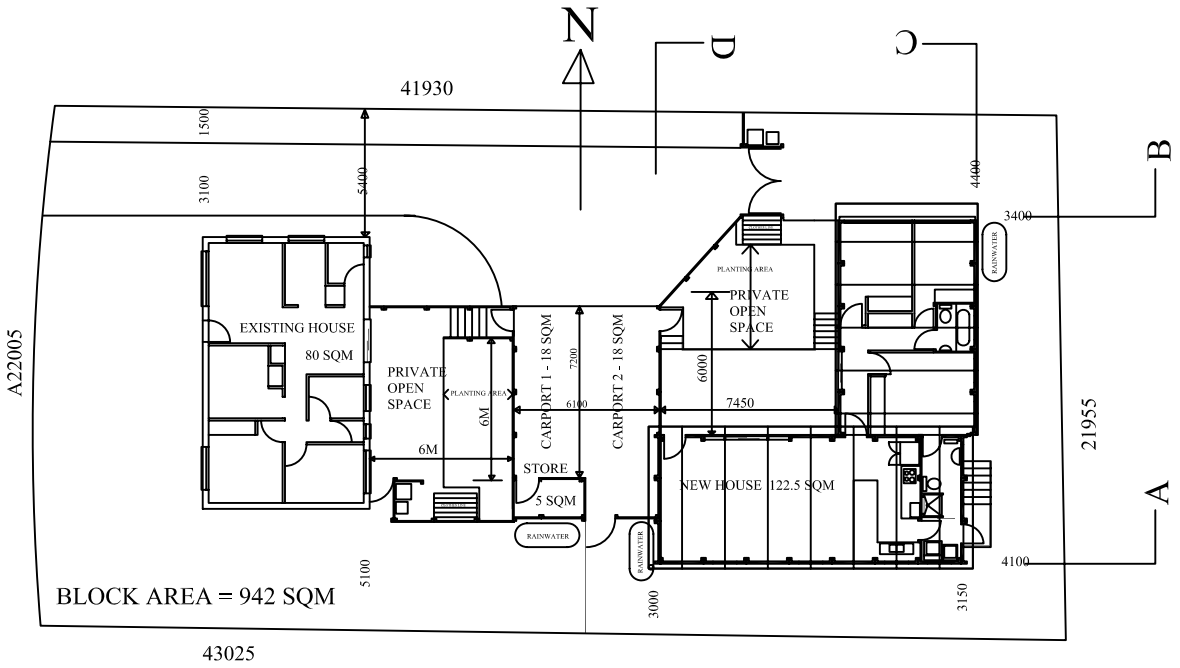 N
D
C
41930
1500
5400
3100
4400
B
3400
RAINWATER
PLANTING AREA
PRIVATE
OPEN
SPACE
EXISTING HOUSE
80 SQM
A22005
PRIVATE
OPEN
SPACE
PLANTING AREA
6M
6M
CARPORT 1 - 18 SQM
7200
CARPORT 2 - 18 SQM
6100
6000
7450
21955
STORE
5 SQM
NEW HOUSE 122.5 SQM
A
RAINWATER
RAINWATER
4100
5100
3000
3150
BLOCK AREA = 942 SQM
43025